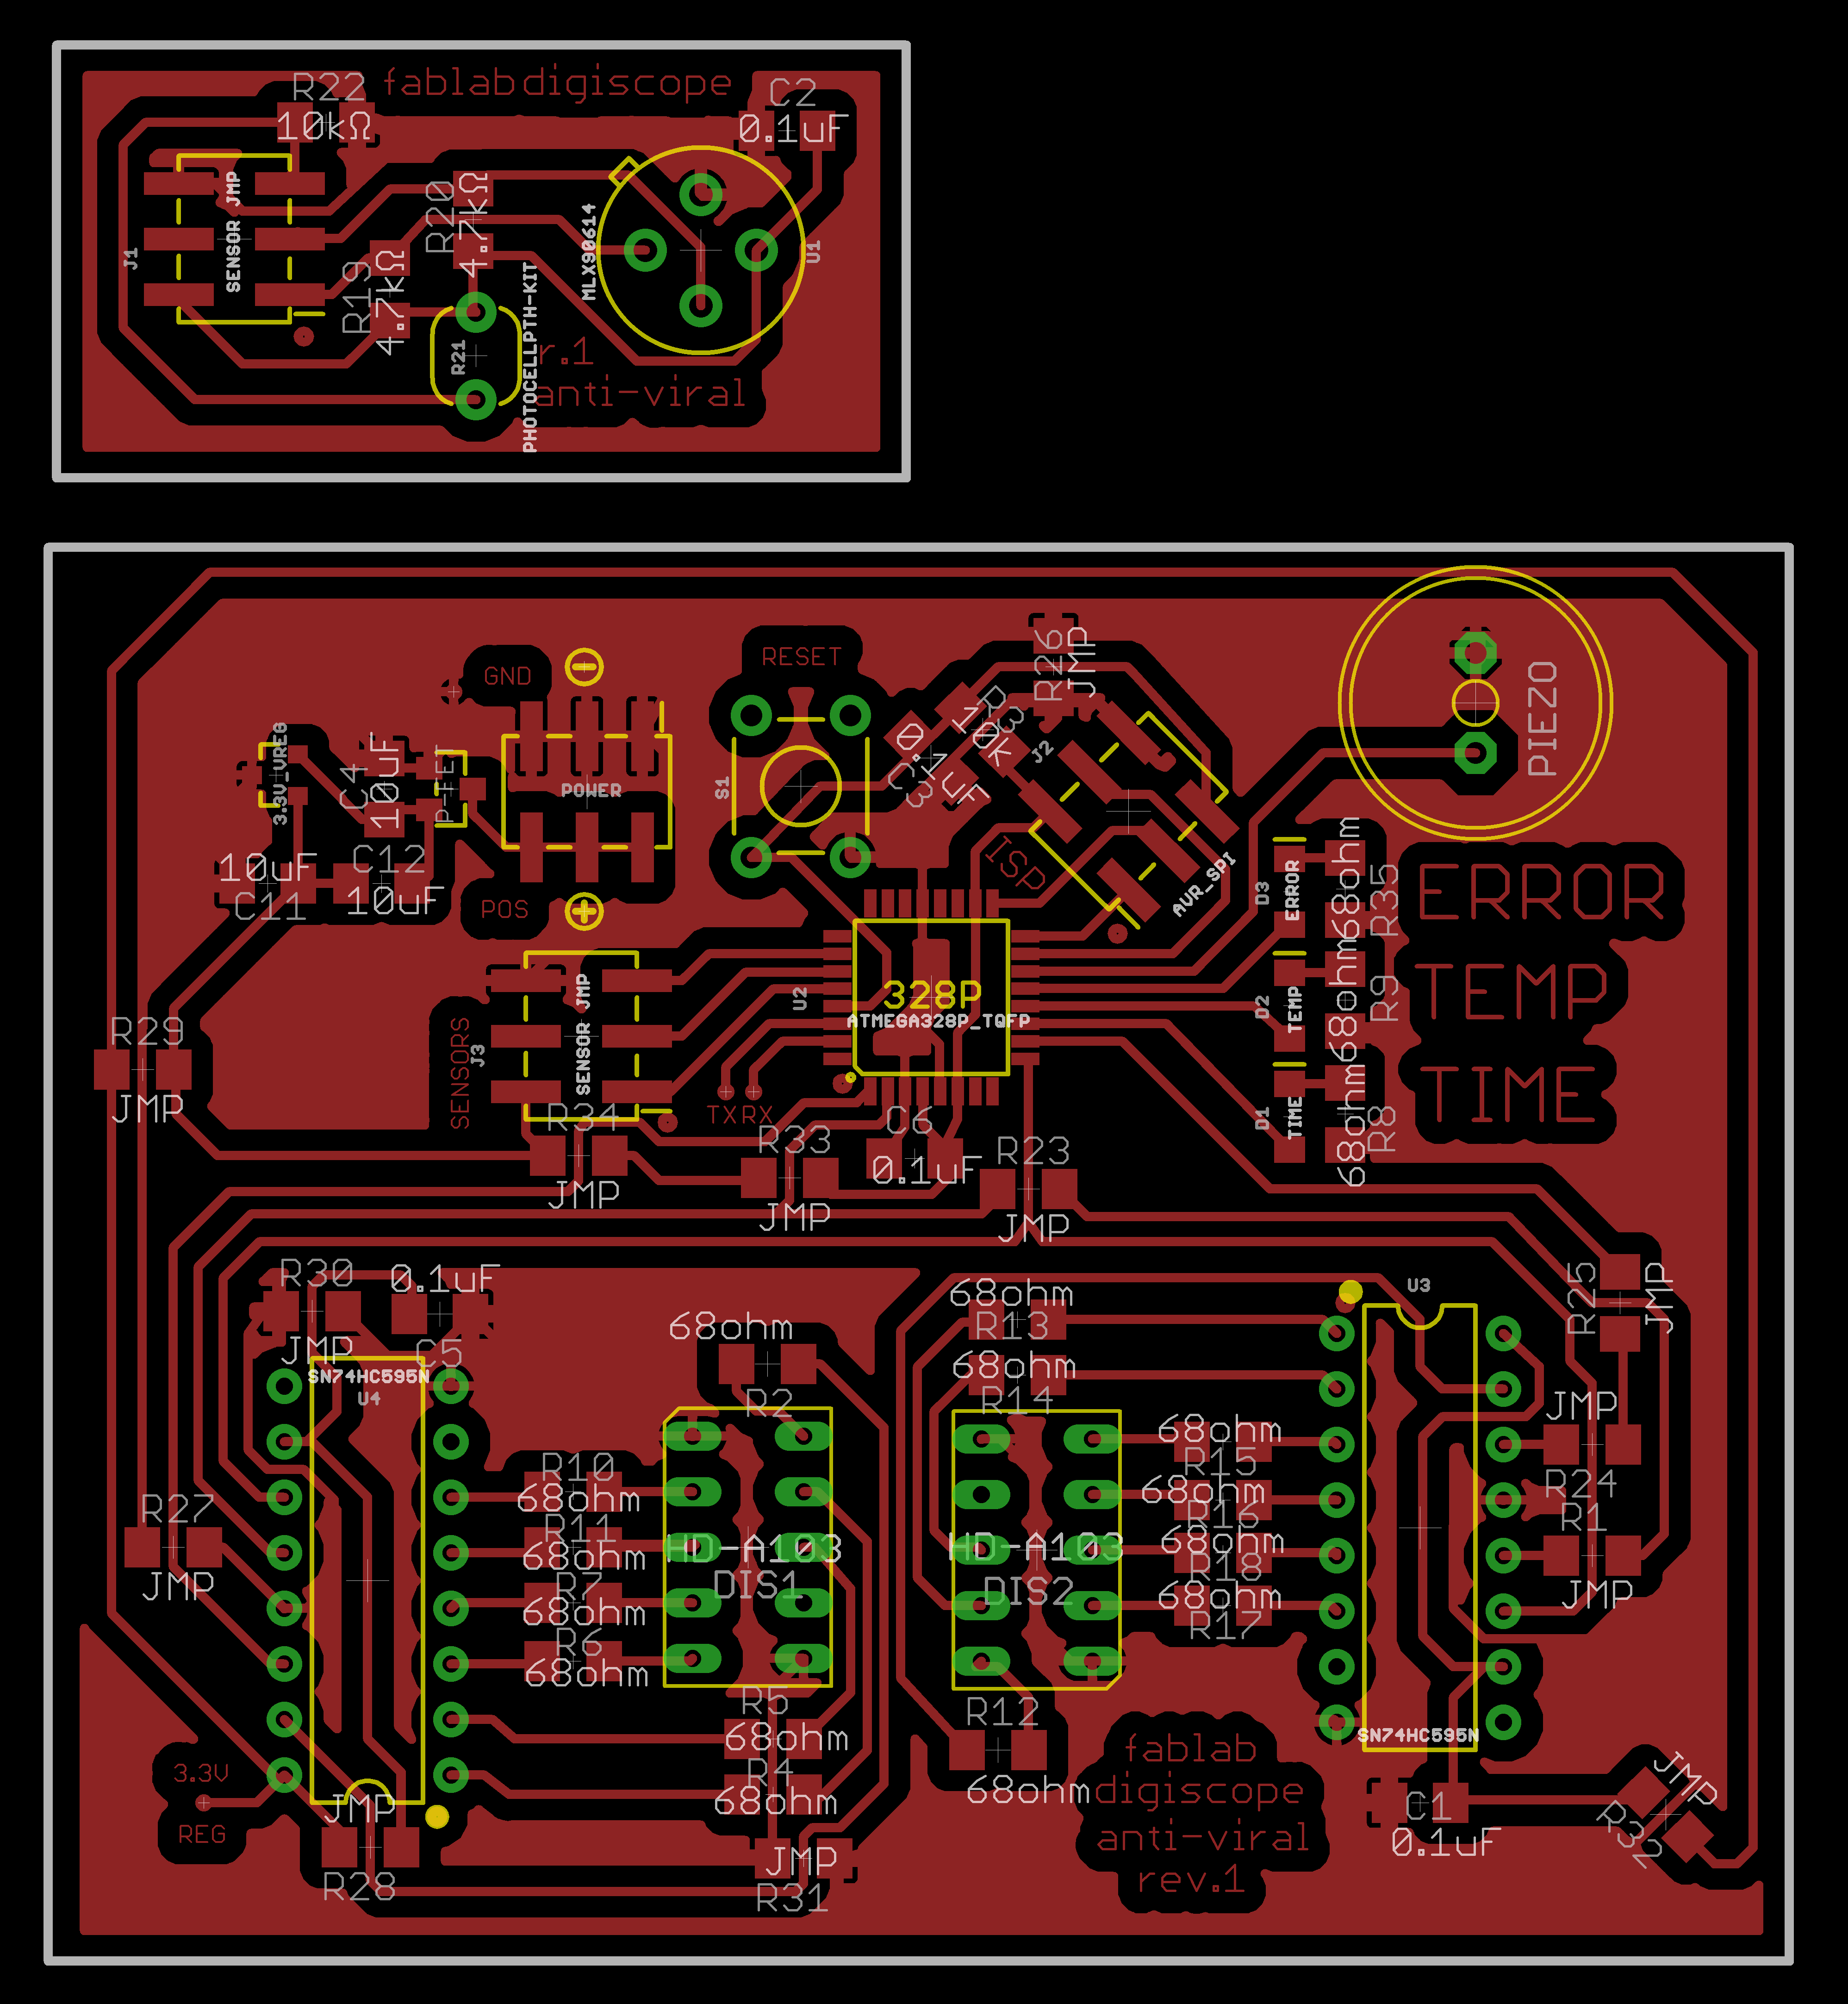 R22
fablabdigiscope
C2
10kΩ
0.1uF
J1
SENSOR JMP
R20
4.7kΩ
MLX90614
U1
R19
4.7kΩ
R21
PHOTOCELLPTH-KIT
r.1
anti-viral
RESET
GND
R26
JMP
PIEZO
3.3V_VREG
C4
10uF
P-FET
POWER
S1
C3
0.1uF
R3
10k
J2
ISP
AVR_SPI
10uF
C11
C12
10uF
POS
D3
ERROR
68ohm
R35
ERROR
U2
328P
ATMEGA328P_TQFP
D2
TEMP
68ohm
R9
TEMP
SENSORS
J3
SENSOR JMP
R29
JMP
TX
RX
D1
TIME
68ohm
R8
TIME
R34
JMP
R33
JMP
C6
0.1uF
R23
JMP
R30
JMP
0.1uF
C5
68ohm
R2
68ohm
R13
68ohm
R14
U3
R25
JMP
SN74HC595N
U4
JMP
R24
R1
JMP
R10
68ohm
R11
68ohm
R7
68ohm
R6
68ohm
HD-A103
DIS1
HD-A103
DIS2
68ohm
R15
68ohm
R16
68ohm
R18
68ohm
R17
R27
JMP
R5
68ohm
R4
68ohm
R12
68ohm
SN74HC595N
3.3V
REG
JMP
R28
JMP
R31
fablab
digiscope
anti-viral
rev.1
C1
0.1uF
JMP
R32